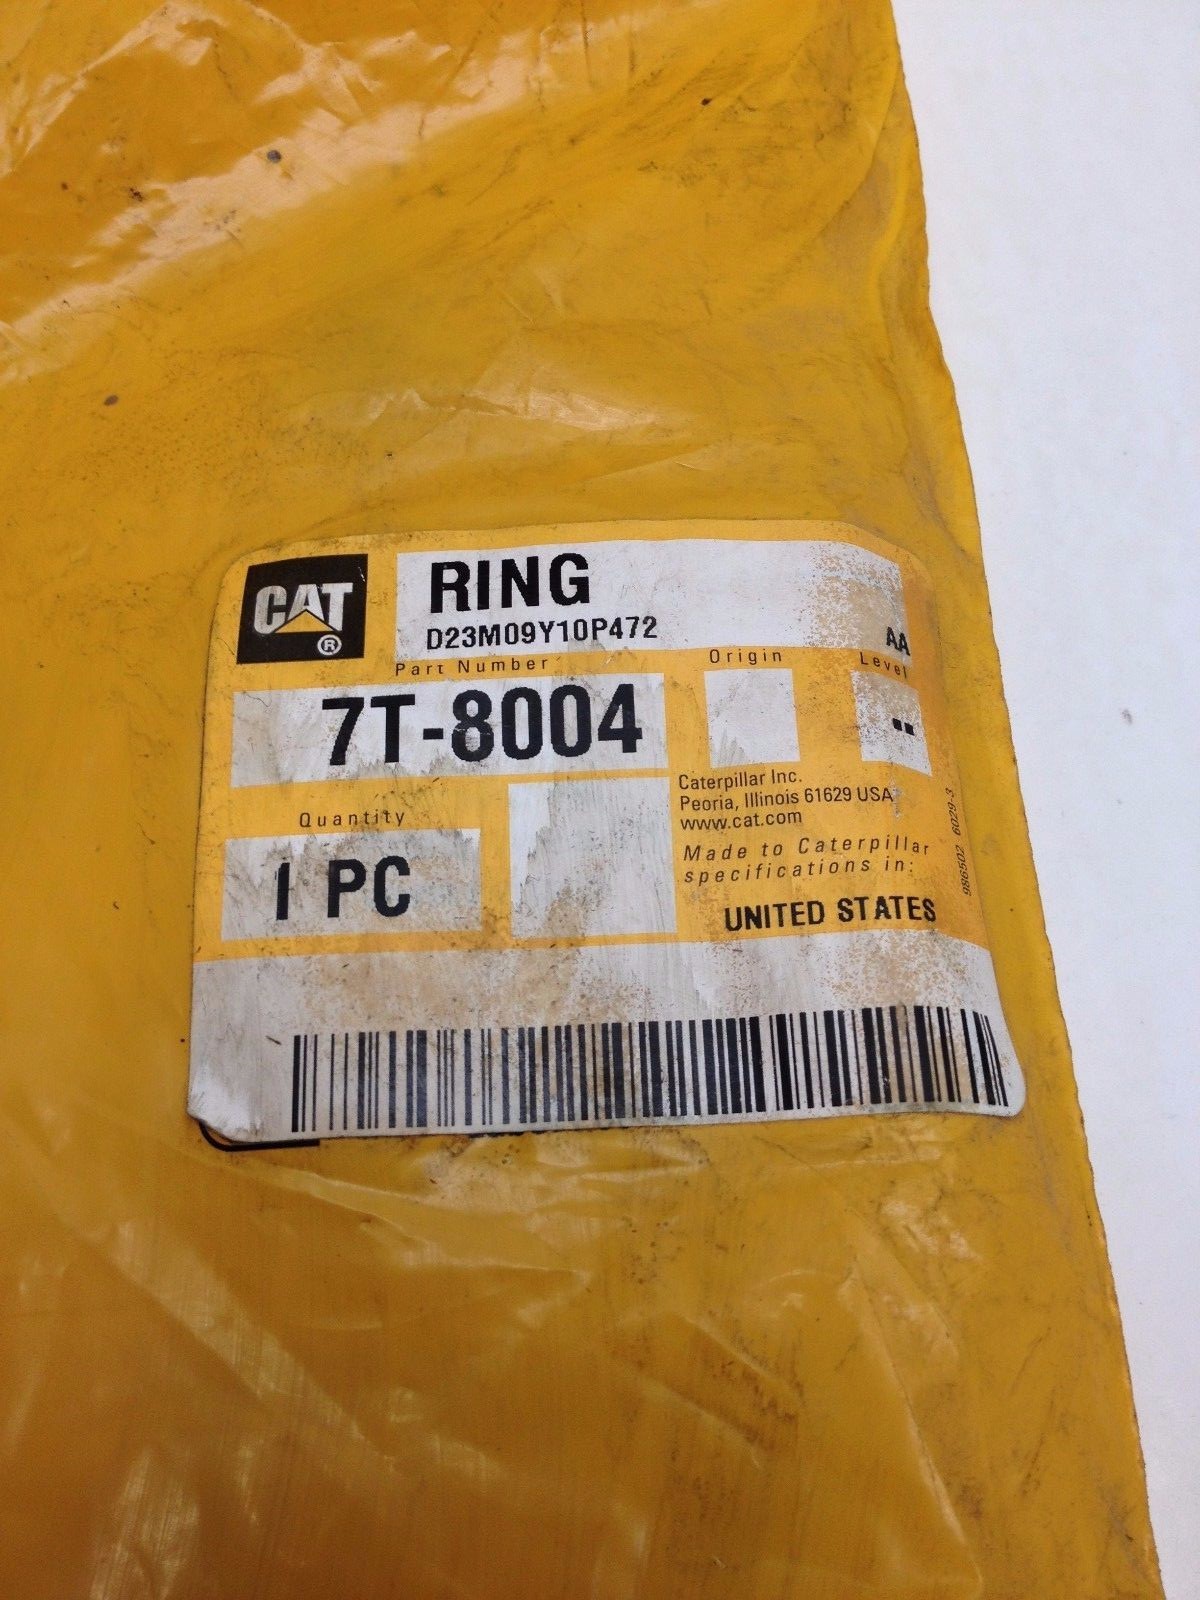 CAT
®
RING
D23M09Y10P472
AA
Part Number
Origin
Level
7T-8004
--
Quantity
1 PC
Caterpillar Inc.
Peoria, Illinois 61629 USA
www.cat.com
Made to Caterpillar
specifications in:
UNITED STATES
986502 6029-3